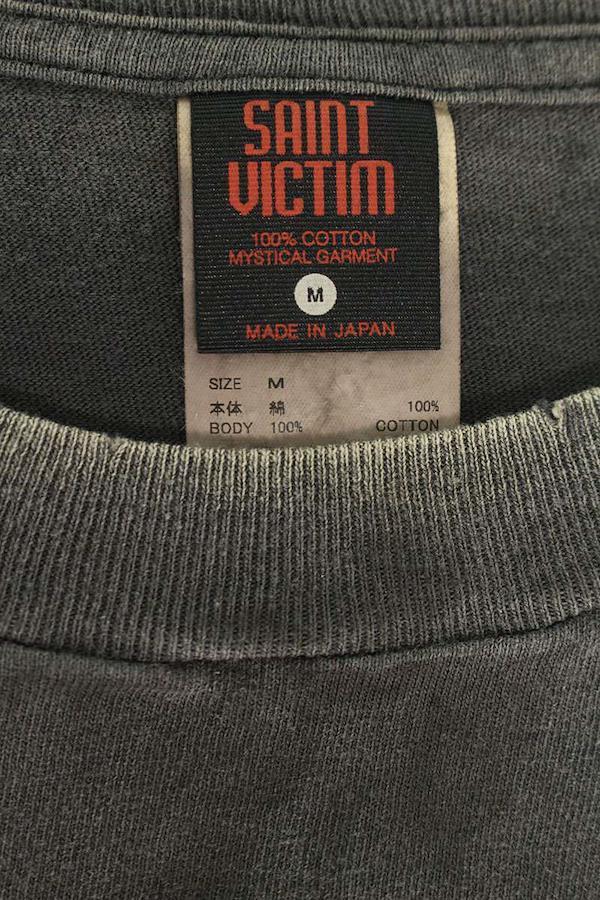 SAINT
VICTIM
100% COTTON
MYSTICAL GARMENT
M
MADE IN JAPAN
SIZE M
本体 綿 100%
BODY 100% COTTON